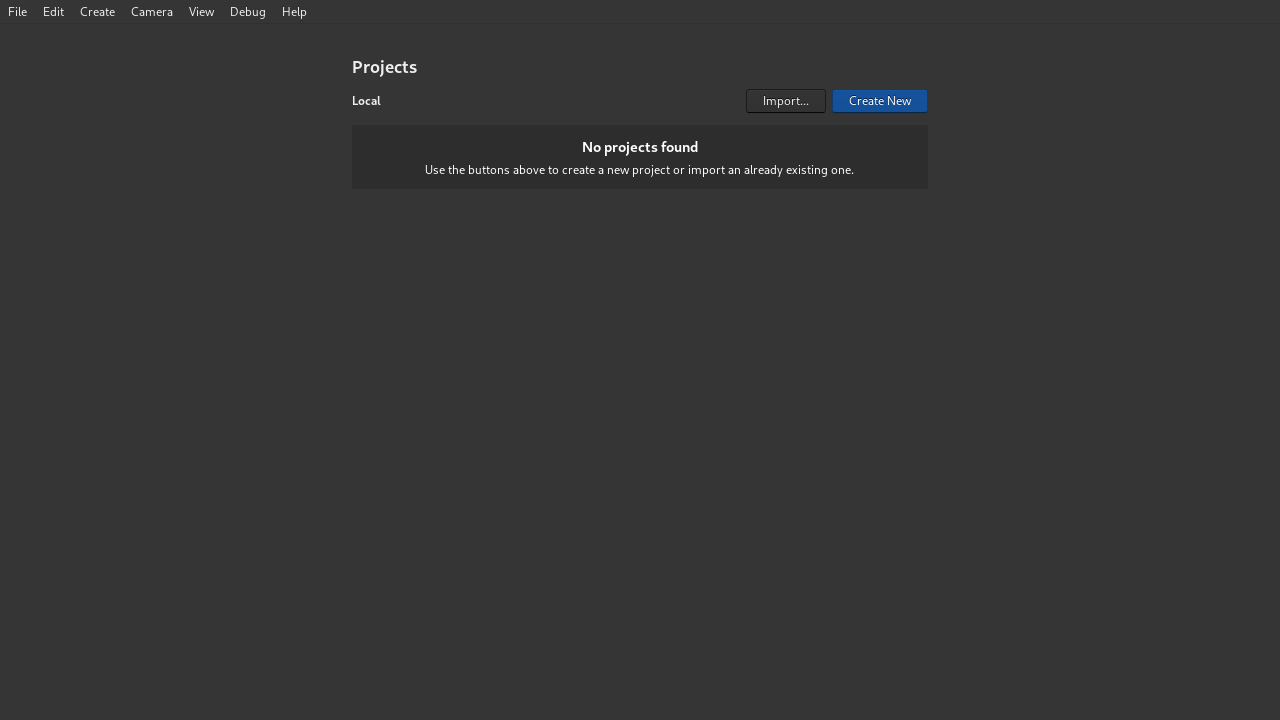 File Edit Create Camera View Debug Help
Projects
Local
Import... Create New
No projects found
Use the buttons above to create a new project or import an already existing one.